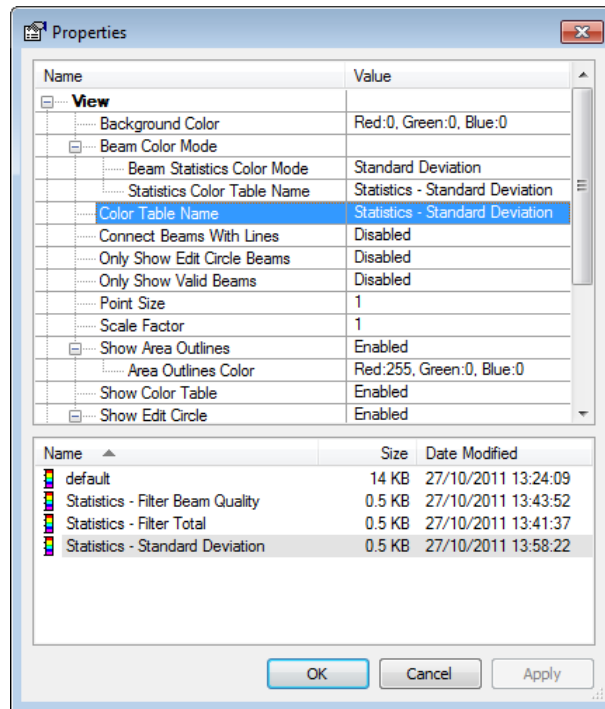 Properties
Name Value
View
Background Color Red:0, Green:0, Blue:0
Beam Color Mode
Beam Statistics Color Mode Standard Deviation
Statistics Color Table Name Statistics - Standard Deviation
Color Table Name Statistics - Standard Deviation
Connect Beams With Lines Disabled
Only Show Edit Circle Beams Disabled
Only Show Valid Beams Disabled
Point Size 1
Scale Factor 1
Show Area Outlines Enabled
Area Outlines Color Red:255, Green:0, Blue:0
Show Color Table Enabled
Show Edit Circle Enabled
Name Size Date Modified
default 14 KB 27/10/2011 13:24:09
Statistics - Filter Beam Quality 0.5 KB 27/10/2011 13:43:52
Statistics - Filter Total 0.5 KB 27/10/2011 13:41:37
Statistics - Standard Deviation 0.5 KB 27/10/2011 13:58:22
OK Cancel Apply